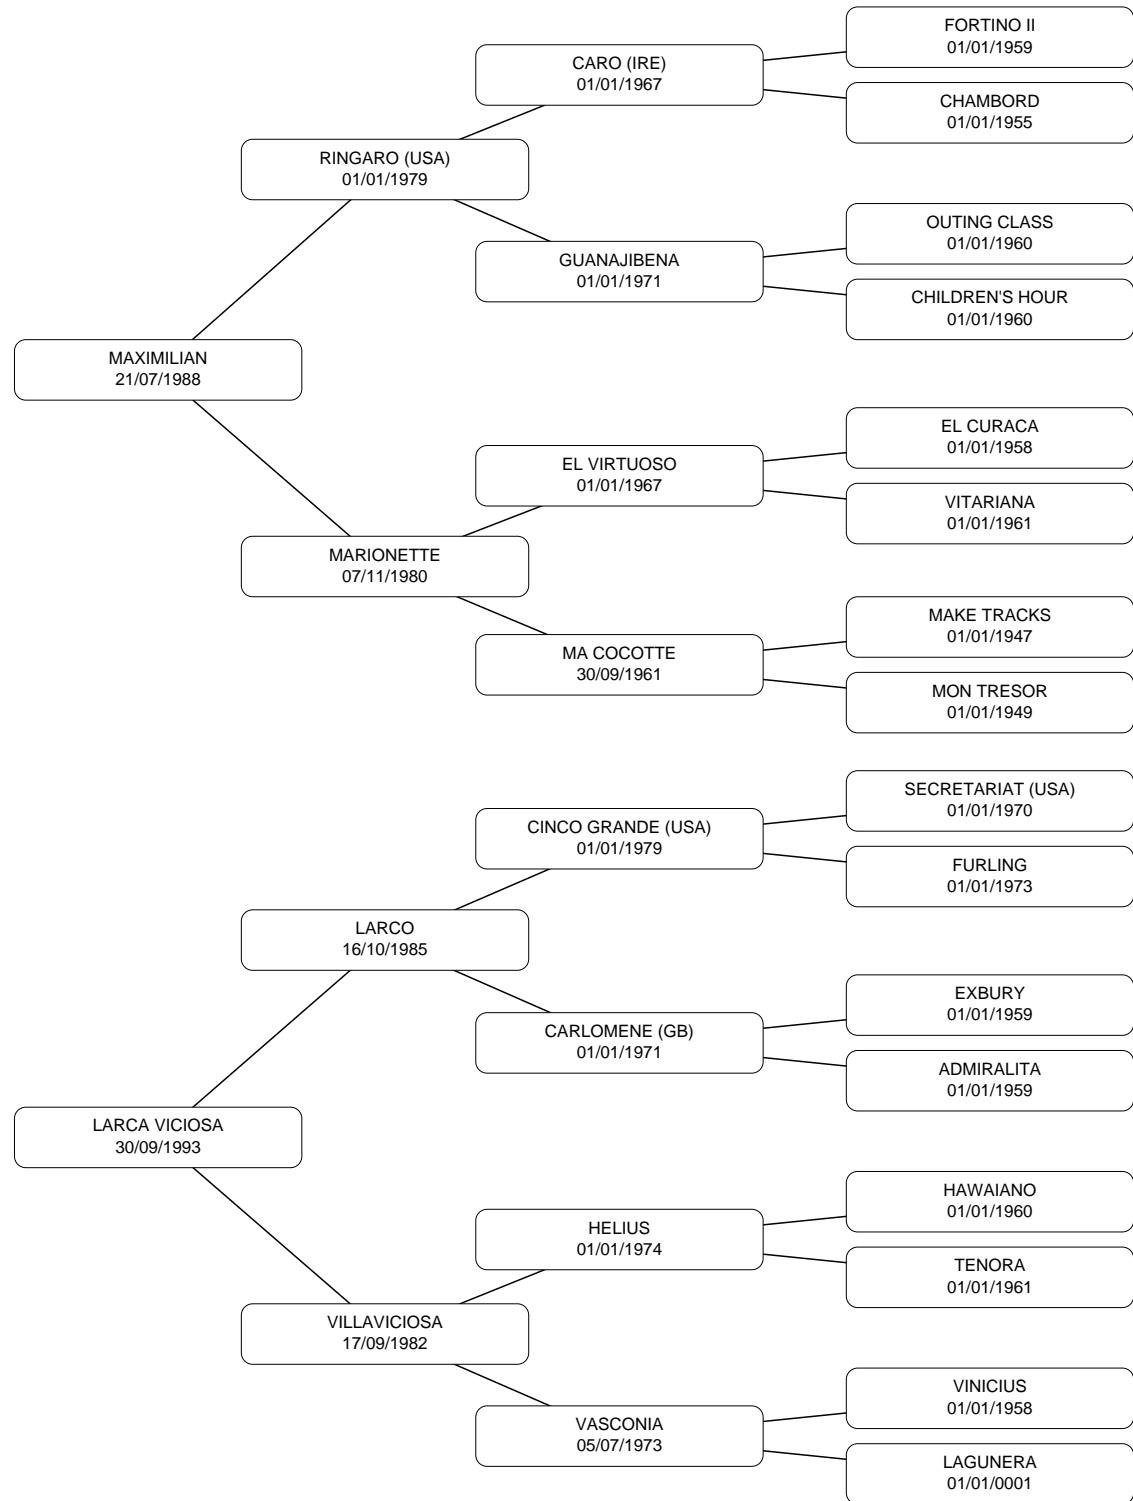 FORTINO II
01/01/1959
CARO (IRE)
01/01/1967
CHAMBORD
01/01/1955
RINGARO (USA)
01/01/1979
OUTING CLASS
01/01/1960
GUANAJIBENA
01/01/1971
CHILDREN'S HOUR
01/01/1960
MAXIMILIAN
21/07/1988
EL CURACA
01/01/1958
EL VIRTUOSO
01/01/1967
VITARIANA
01/01/1961
MARIONETTE
07/11/1980
MAKE TRACKS
01/01/1947
MA COCOTTE
30/09/1961
MON TRESOR
01/01/1949
SECRETARIAT (USA)
01/01/1970
CINCO GRANDE (USA)
01/01/1979
FURLING
01/01/1973
LARCO
16/10/1985
EXBURY
01/01/1959
CARLOMENE (GB)
01/01/1971
ADMIRALITA
01/01/1959
LARCA VICIOSA
30/09/1993
HAWAIANO
01/01/1960
HELIUS
01/01/1974
TENORA
01/01/1961
VILLAVICIOSA
17/09/1982
VINICIUS
01/01/1958
VASCONIA
05/07/1973
LAGUNERA
01/01/0001